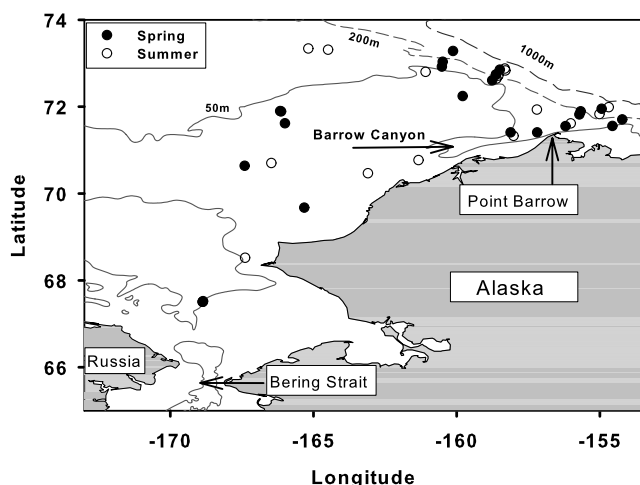 74
72
70
68
66
Latitude
Spring
Summer
200m
1000m
50m
Barrow Canyon
Point Barrow
Alaska
Russia
Bering Strait
-170
-165
-160
-155
Longitude